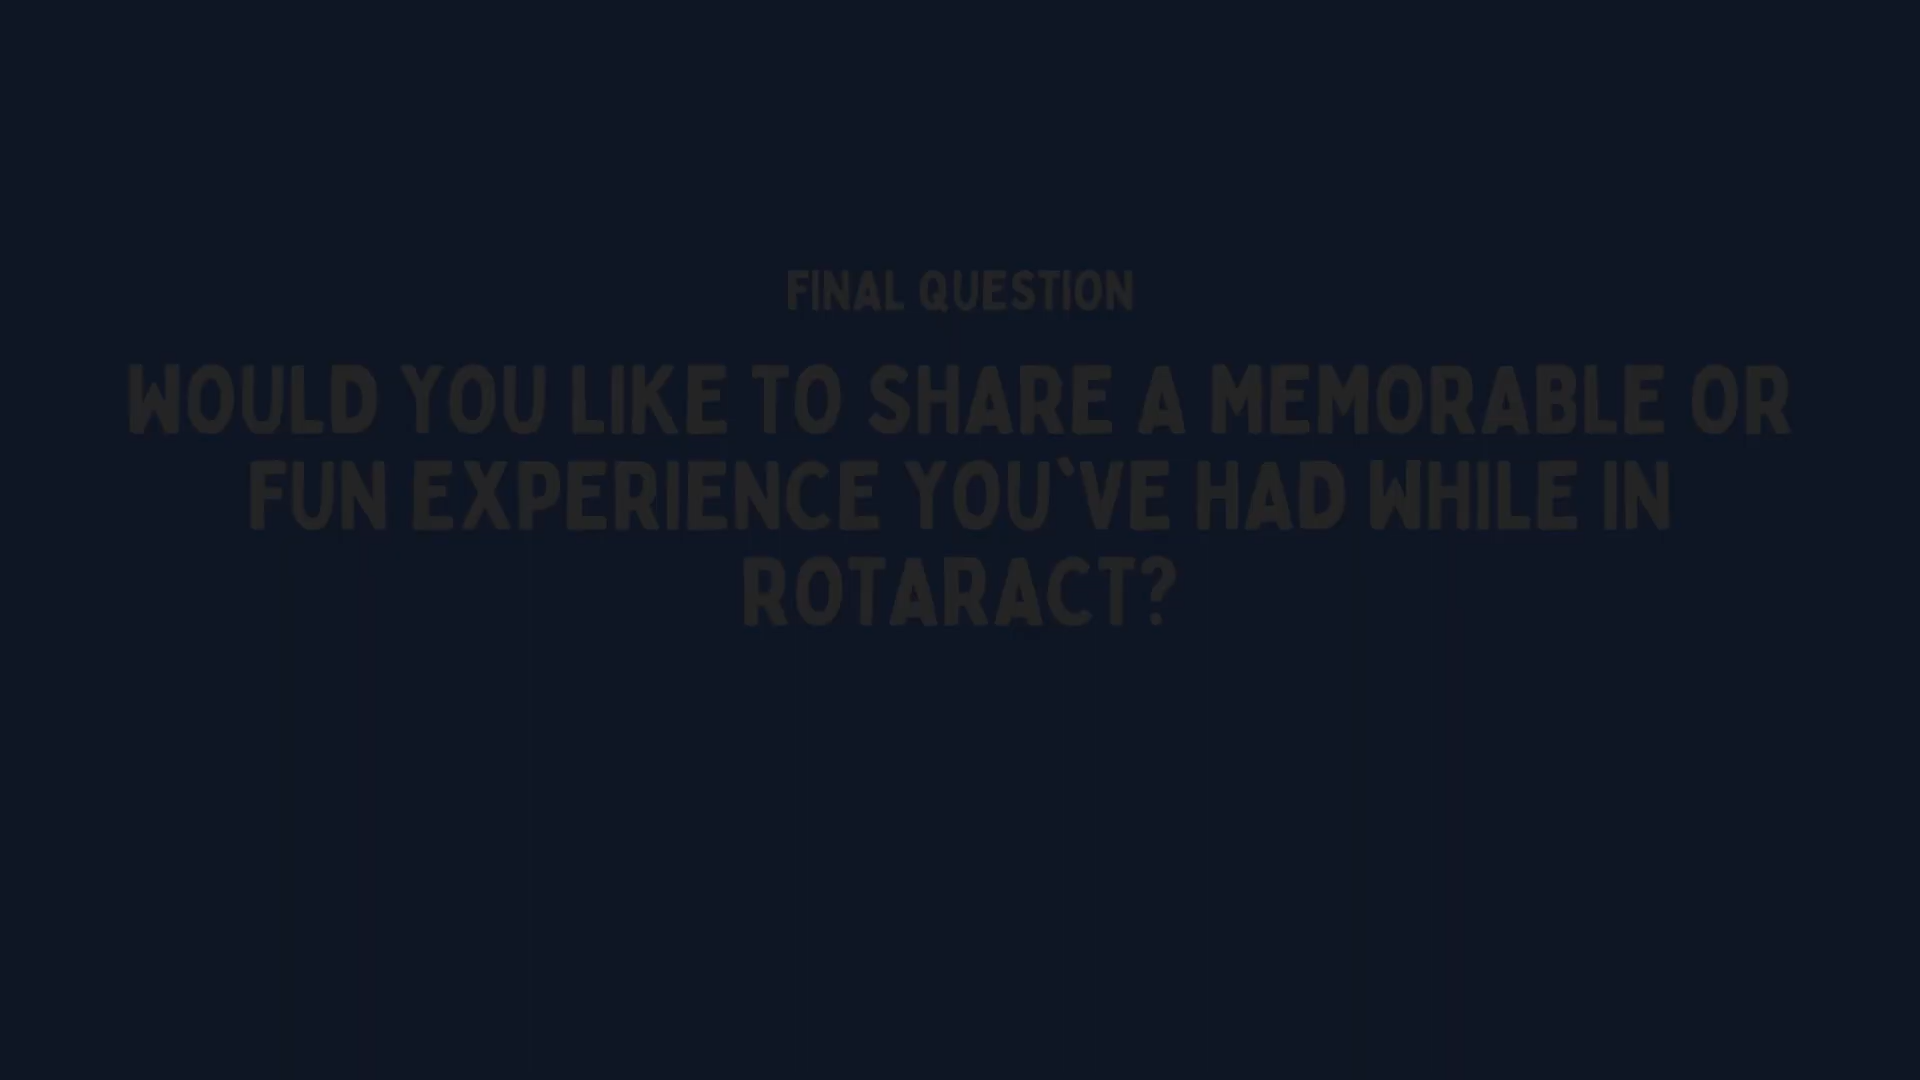 FINAL QUESTION
WOULD YOU LIKE TO SHARE A MEMORABLE OR
FUN EXPERIENCE YOU`VE HAD WHILE IN
ROTARACT?